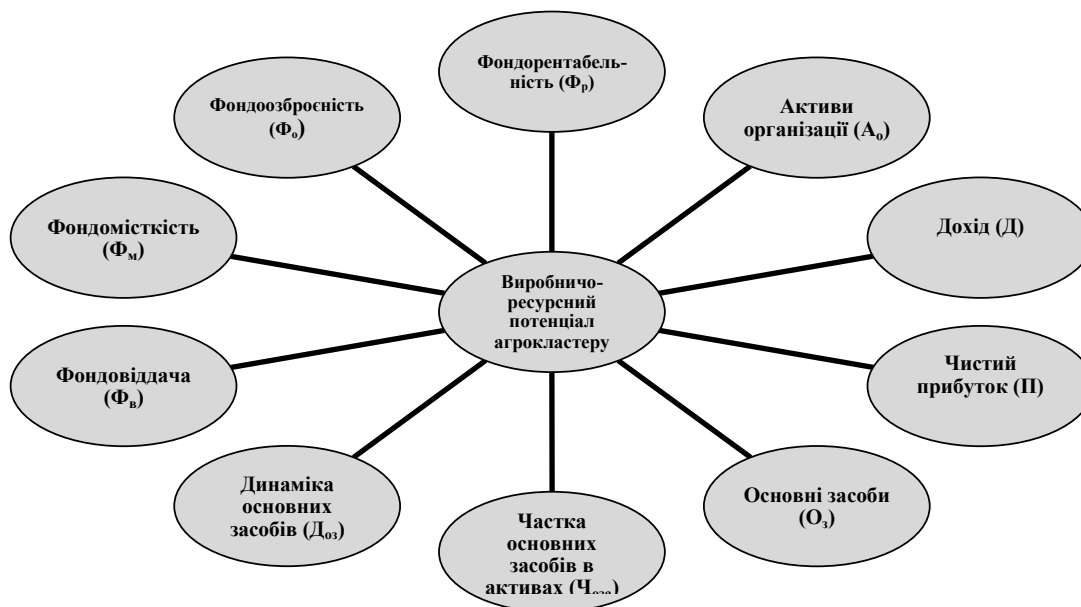 Фондорентабель-
ність (Фр)
Активи
організації (Ао)
Дохід (Д)
Чистий
прибуток (П)
Основні засоби
(Оз)
Частка
основних
засобів в
активах (Чоза)
Динаміка
основних
засобів (Доз)
Фондовіддача
(Фв)
Фондомісткість
(Фм)
Фондоозброєність
(Фо)
Виробничо-
ресурсний
потенціал
агрокластеру